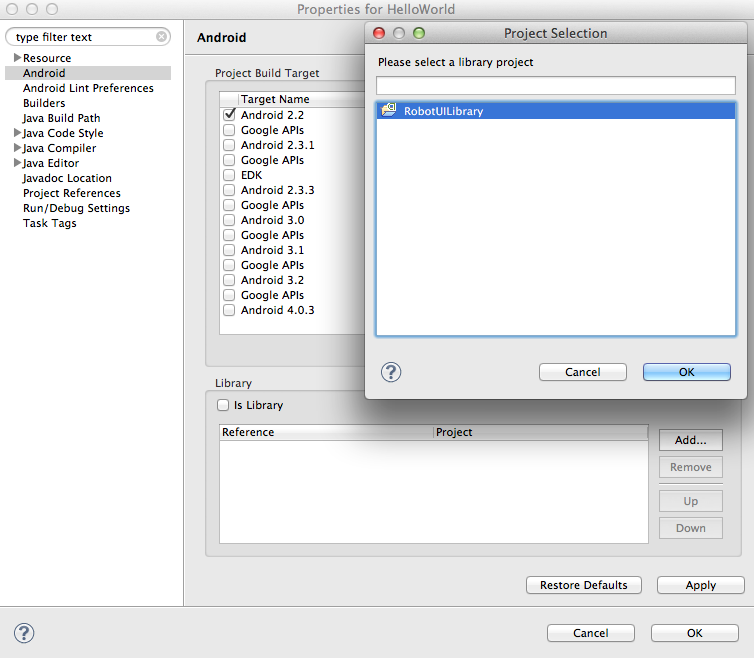 Properties for HelloWorld
type filter text
Resource
Android
Android Lint Preferences
Builders
Java Build Path
Java Code Style
Java Compiler
Java Editor
Javadoc Location
Project References
Run/Debug Settings
Task Tags
Android
Project Build Target
Target Name
Android 2.2
Google APIs
Android 2.3.1
Google APIs
EDK
Android 2.3.3
Google APIs
Android 3.0
Google APIs
Android 3.1
Google APIs
Android 3.2
Google APIs
Android 4.0.3
Library
Is Library
Reference Project
Add...
Remove
Up
Down
Restore Defaults Apply
? Cancel OK
Project Selection
Please select a library project
RobotUILibrary
? Cancel OK